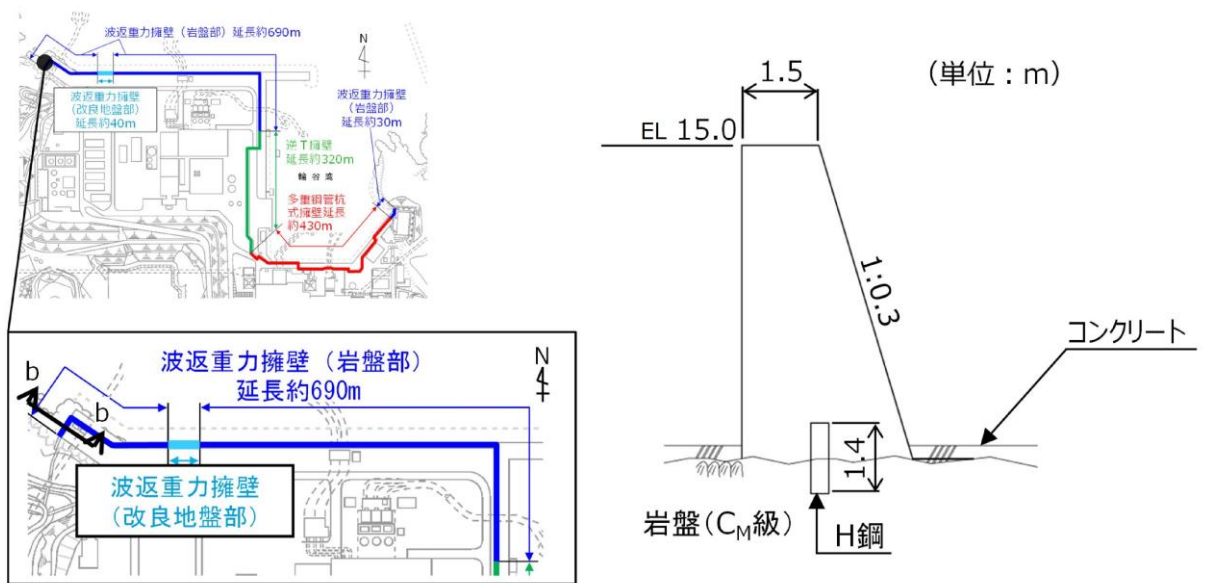 波返重力擁壁（岩盤部）延長約690m
N
波返重力擁壁
（改良地盤部）
延長約40m
波返重力擁壁
（岩盤部）
延長約30m
逆T擁壁
延長約320m
輪谷湾
多重鋼管杭
式擁壁延長
約430m
波返重力擁壁（岩盤部）
延長約690m
N
b
b
波返重力擁壁
（改良地盤部）
（単位：m）
1.5
EL 15.0
1:0.3
コンクリート
1.4
岩盤（CM級）
H鋼